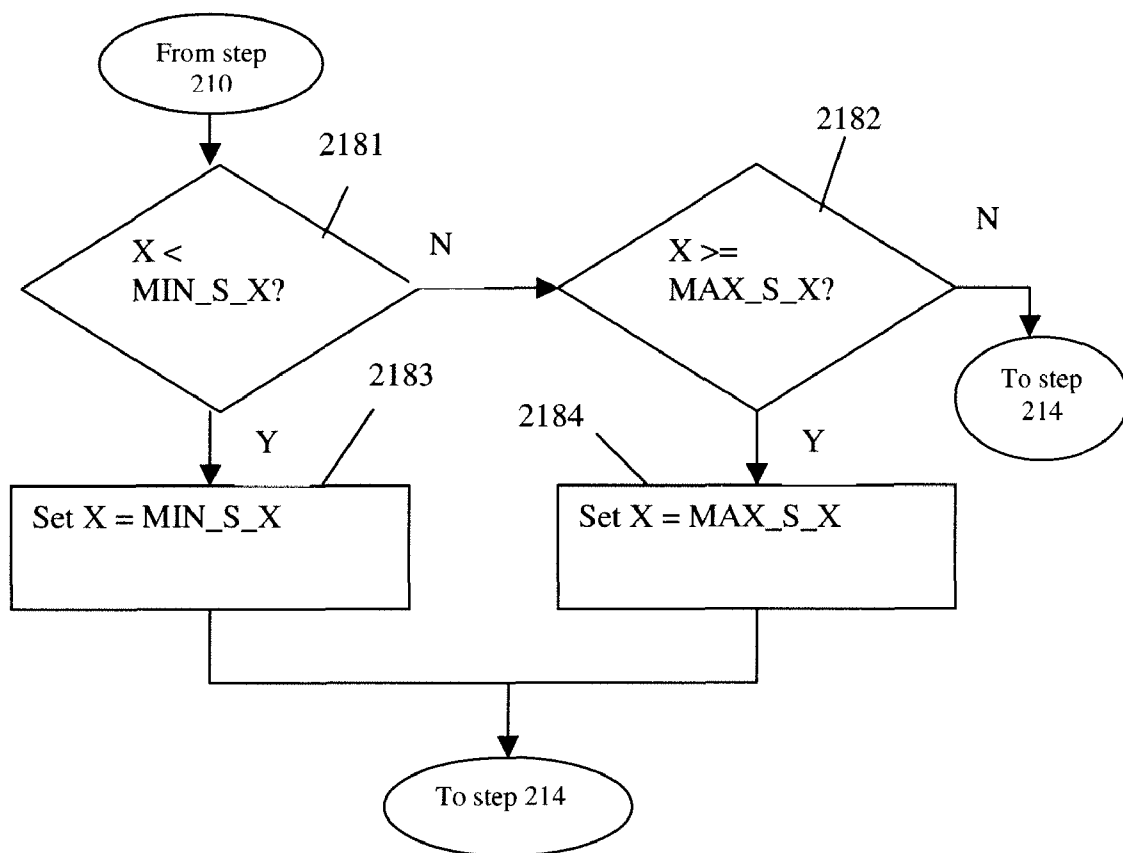 From step
210
2181
2182
X <
MIN_S_X?
N
X >=
MAX_S_X?
N
To step
214
2183
2184
Y
Y
Set X = MIN_S_X
Set X = MAX_S_X
To step 214